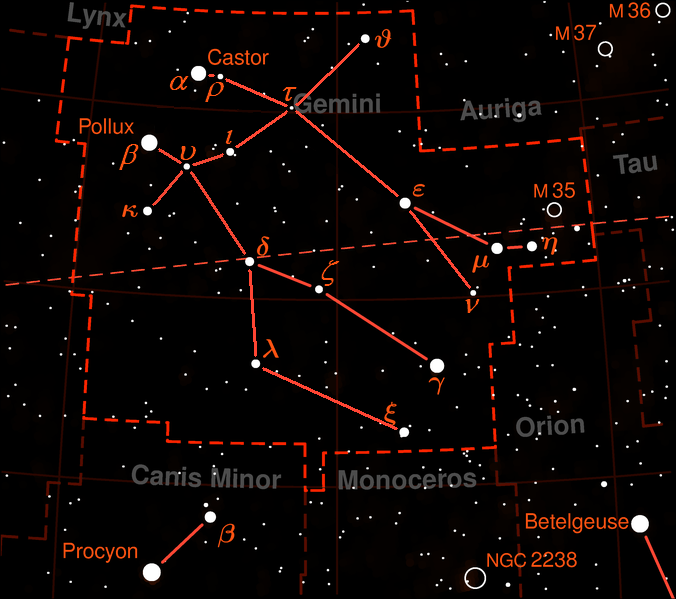 Lynx
M 36
M 37
Castor
ϑ
α
ρ
τ
Gemini
Auriga
Pollux
β
υ
ι
Tau
κ
ε
M 35
δ
ζ
μ
η
ν
λ
γ
ξ
Orion
Canis Minor
Monoceros
β
Betelgeuse
Procyon
NGC 2238